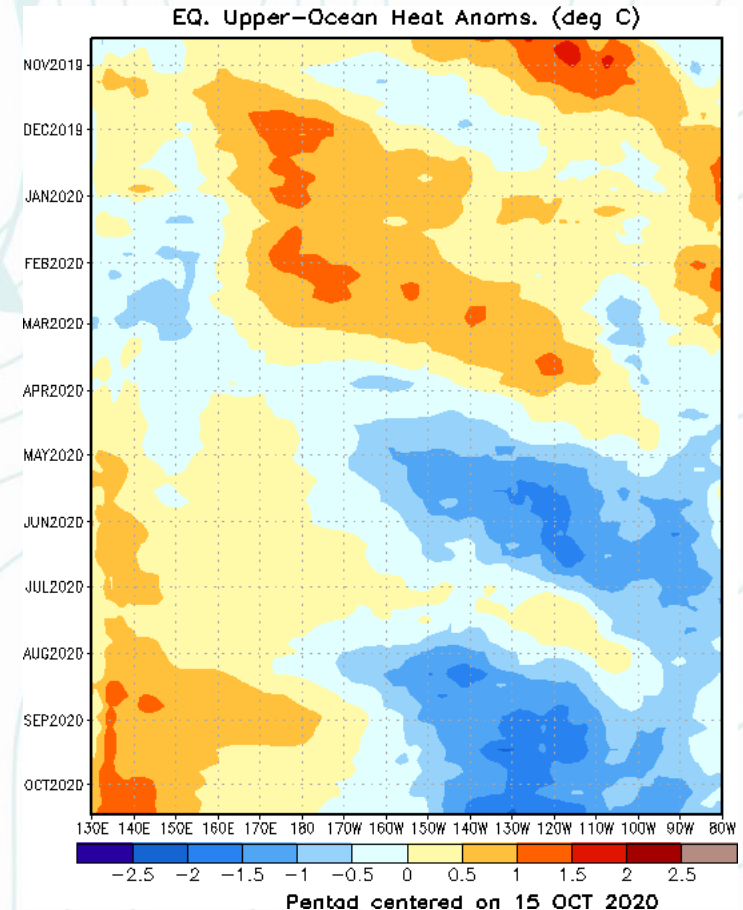 EQ. Upper-Ocean Heat Anoms. (deg C)
NOV2019
DEC2019
JAN2020
FEB2020
MAR2020
APR2020
MAY2020
JUN2020
JUL2020
AUG2020
SEP2020
OCT2020
130E 140E 150E 160E 170E 180 170W 160W 150W 140W 130W 120W 110W 100W 90W 80W
-2.5 -2 -1.5 -1 -0.5 0 0.5 1 1.5 2 2.5
Pentad centered on 15 OCT 2020